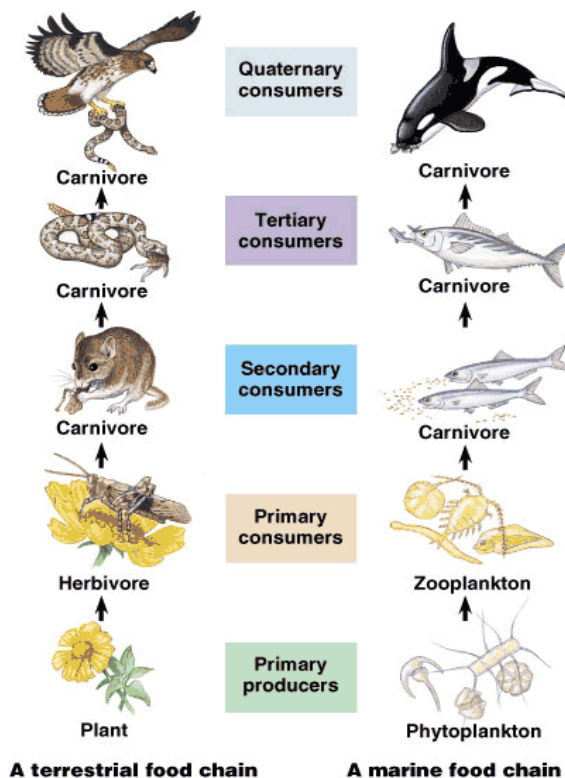 Quaternary
consumers
Carnivore
Carnivore
Tertiary
consumers
Carnivore
Carnivore
Secondary
consumers
Carnivore
Carnivore
Primary
consumers
Herbivore
Zooplankton
Primary
producers
Plant
Phytoplankton
A terrestrial food chain
A marine food chain